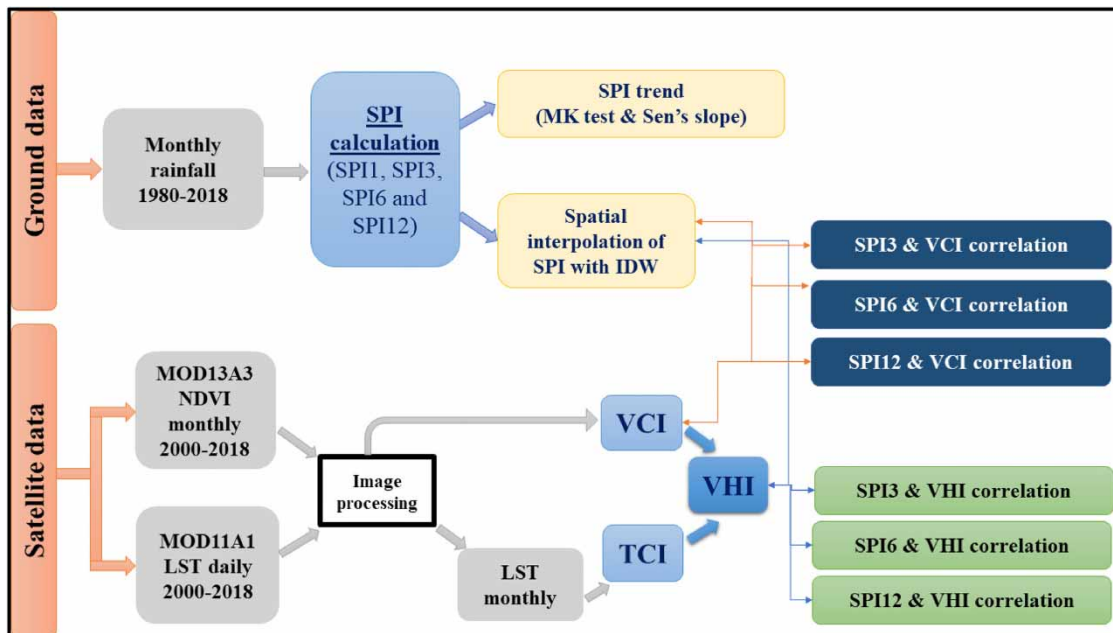 Ground data
Monthly
rainfall
1980-2018
SPI
calculation
(SPI1, SPI3,
SPI6 and
SPI12)
SPI trend
(MK test & Sen's slope)
Spatial
interpolation of
SPI with IDW
SPI3 & VCI correlation
SPI6 & VCI correlation
SPI12 & VCI correlation
Satellite data
MOD13A3
NDVI
monthly
2000-2018
MOD11A1
LST daily
2000-2018
Image
processing
LST
monthly
VCI
TCI
VHI
SPI3 & VHI correlation
SPI6 & VHI correlation
SPI12 & VHI correlation